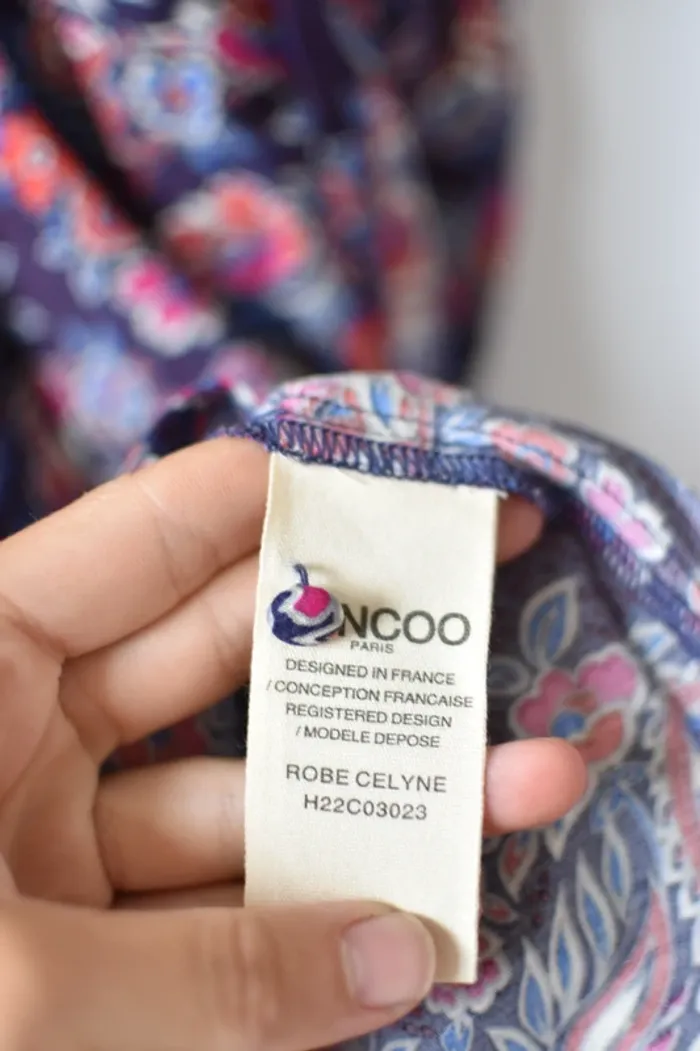 NCOO
PARIS
DESIGNED IN FRANCE
/ CONCEPTION FRANCAISE
REGISTERED DESIGN
/ MODELE DEPOSE
ROBE CELYNE
H22C03023